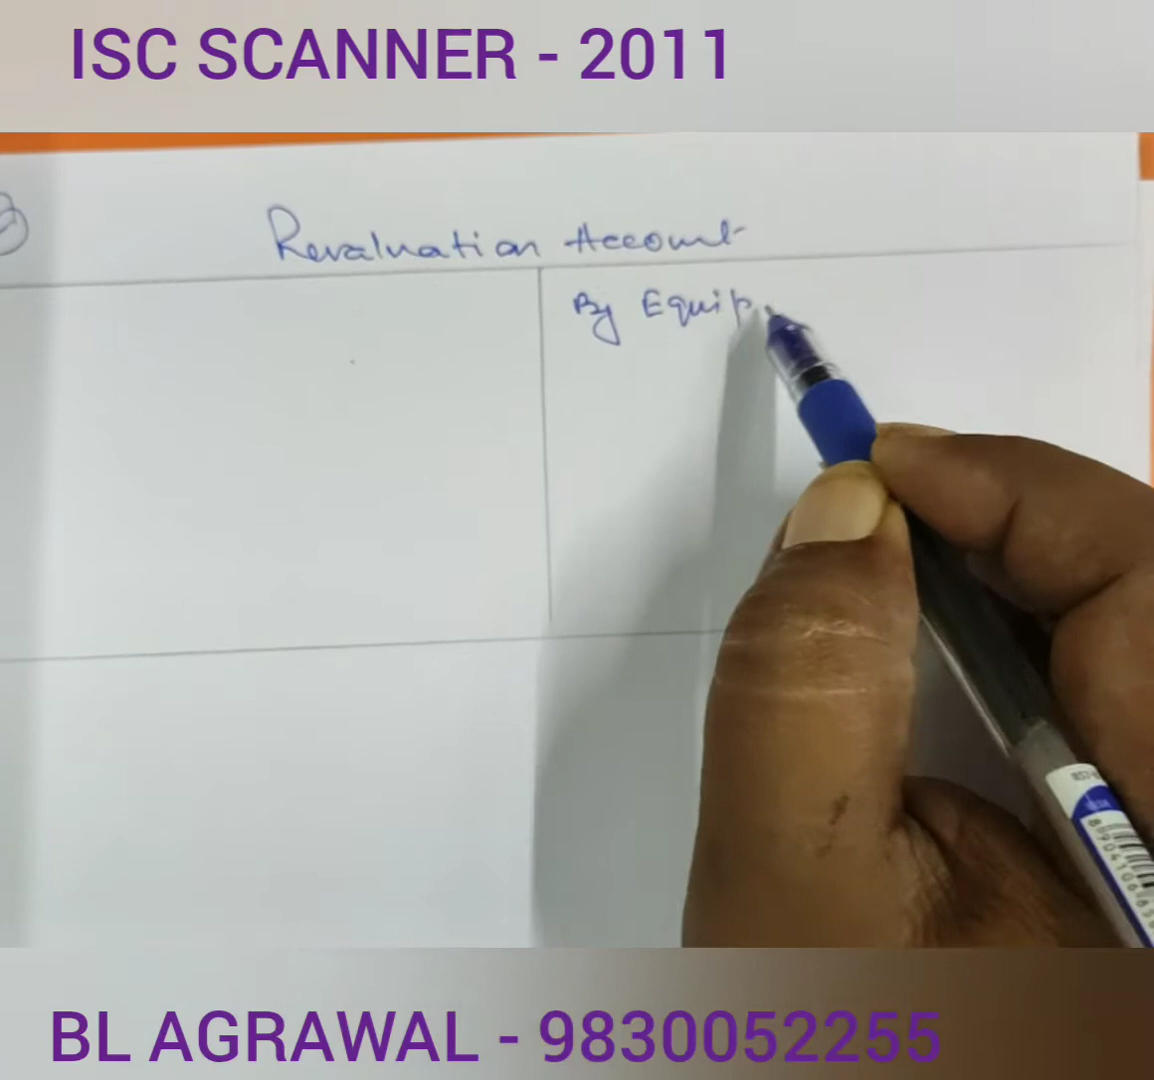 ISC SCANNER - 2011
Revaluation Account
By Equip
BL AGRAWAL - 9830052255